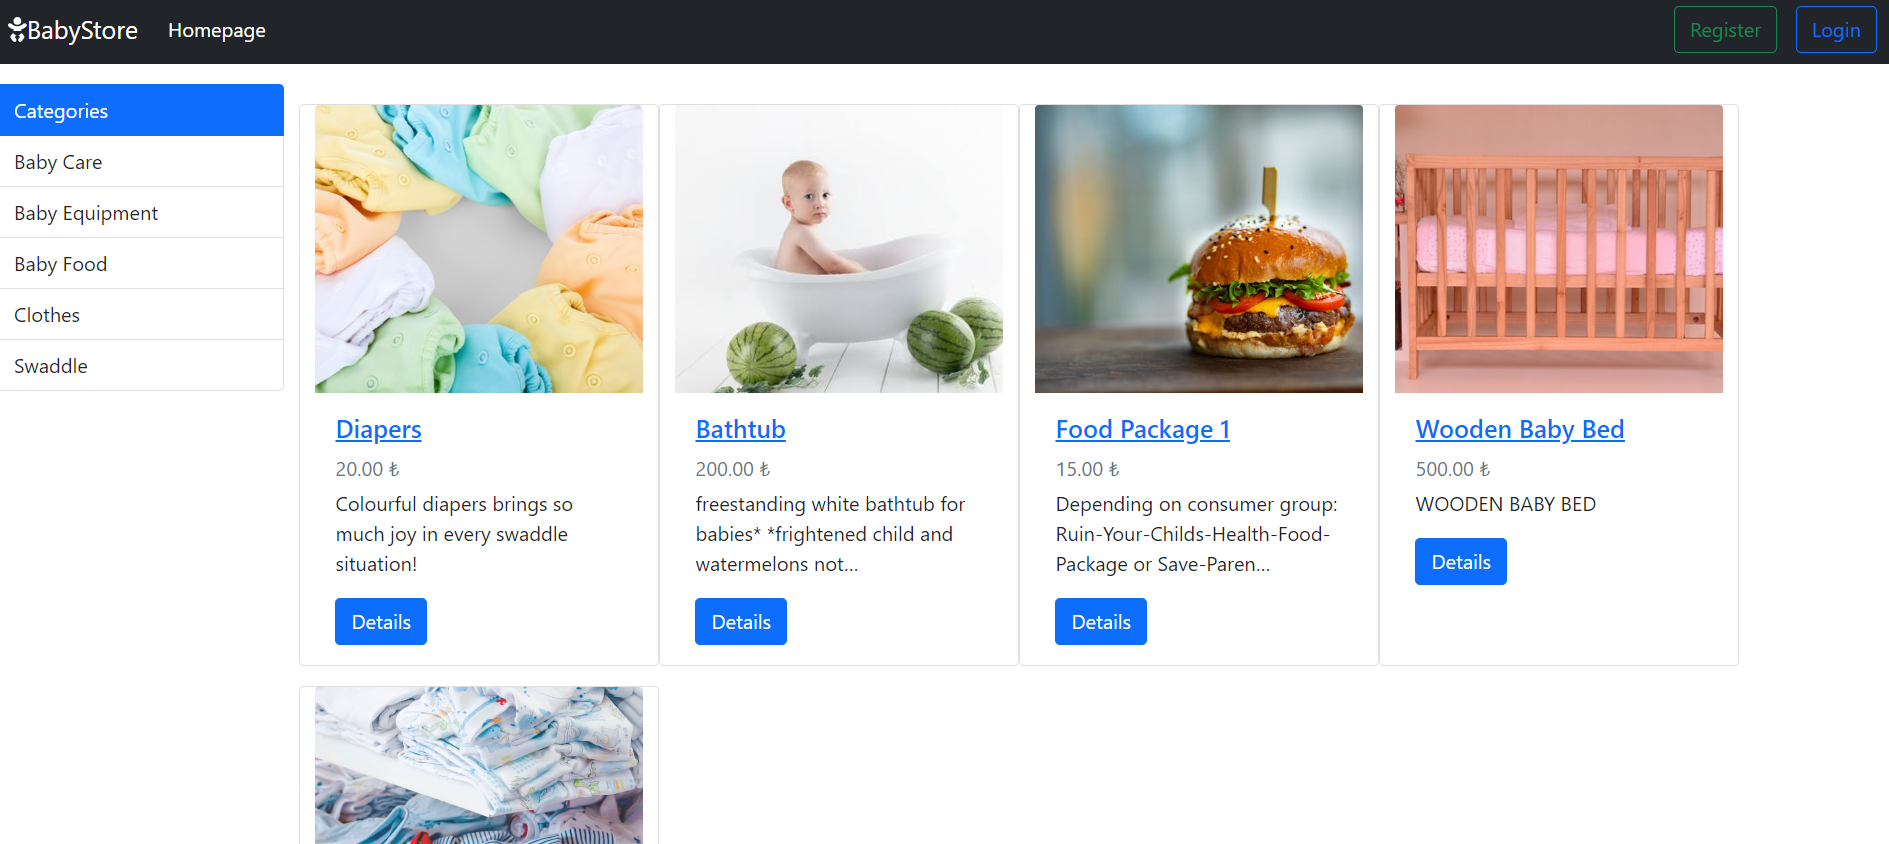 BabyStore Homepage Register Login
Categories
Baby Care
Baby Equipment
Baby Food
Clothes
Swaddle
Diapers
20.00 ₺
Colourful diapers brings so
much joy in every swaddle
situation!
Details
Bathtub
200.00 ₺
freestanding white bathtub for
babies* *frightened child and
watermelons not...
Details
Food Package 1
15.00 ₺
Depending on consumer group:
Ruin-Your-Childs-Health-Food-
Package or Save-Paren...
Details
Wooden Baby Bed
500.00 ₺
WOODEN BABY BED
Details